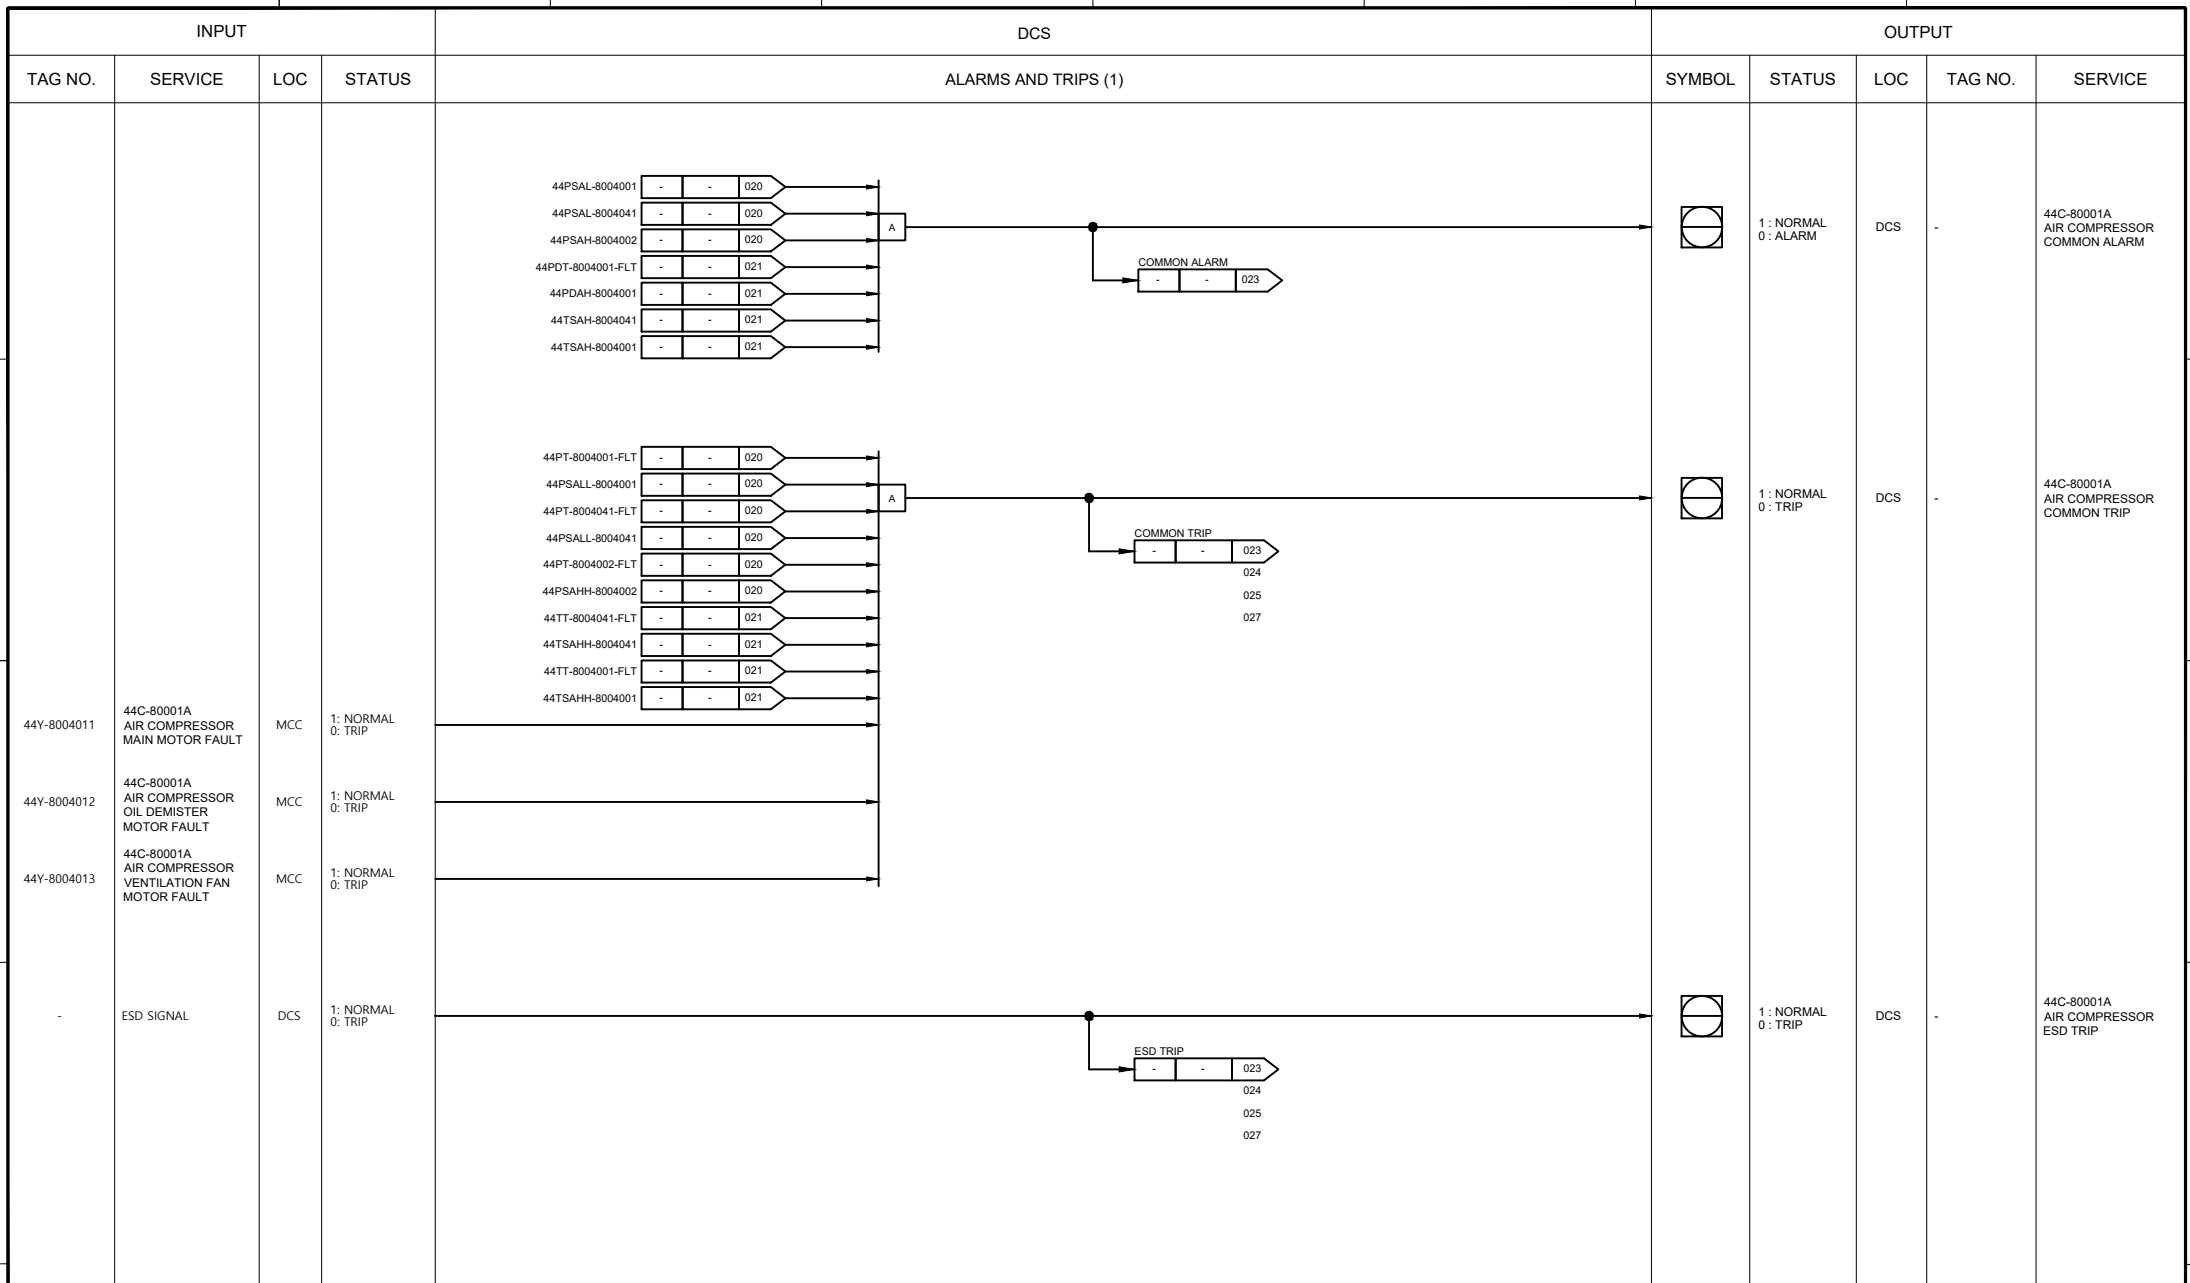 INPUT
DCS
OUTPUT
TAG NO.
SERVICE
LOC
STATUS
ALARMS AND TRIPS (1)
SYMBOL
STATUS
LOC
TAG NO.
SERVICE
44PSAL-8004001 - - 020
44PSAL-8004041 - - 020
44PSAH-8004002 - - 020
44PDT-8004001-FLT - - 021
44PDAH-8004001 - - 021
44TSAH-8004041 - - 021
44TSAH-8004001 - - 021
A
COMMON ALARM
- - 023
1 : NORMAL
0 : ALARM
DCS
-
44C-80001A
AIR COMPRESSOR
COMMON ALARM
44PT-8004001-FLT - - 020
44PSALL-8004001 - - 020
44PT-8004041-FLT - - 020
44PSALL-8004041 - - 020
44PT-8004002-FLT - - 020
44PSAHH-8004002 - - 020
44TT-8004041-FLT - - 021
44TSAHH-8004041 - - 021
44TT-8004001-FLT - - 021
44TSAHH-8004001 - - 021
A
COMMON TRIP
- - 023
024
025
027
1 : NORMAL
0 : TRIP
DCS
-
44C-80001A
AIR COMPRESSOR
COMMON TRIP
44Y-8004011
44C-80001A
AIR COMPRESSOR
MAIN MOTOR FAULT
MCC
1: NORMAL
0: TRIP
44Y-8004012
44C-80001A
AIR COMPRESSOR
OIL DEMISTER
MOTOR FAULT
MCC
1: NORMAL
0: TRIP
44Y-8004013
44C-80001A
AIR COMPRESSOR
VENTILATION FAN
MOTOR FAULT
MCC
1: NORMAL
0: TRIP
-
ESD SIGNAL
DCS
1: NORMAL
0: TRIP
ESD TRIP
- - 023
024
025
027
1 : NORMAL
0 : TRIP
DCS
-
44C-80001A
AIR COMPRESSOR
ESD TRIP